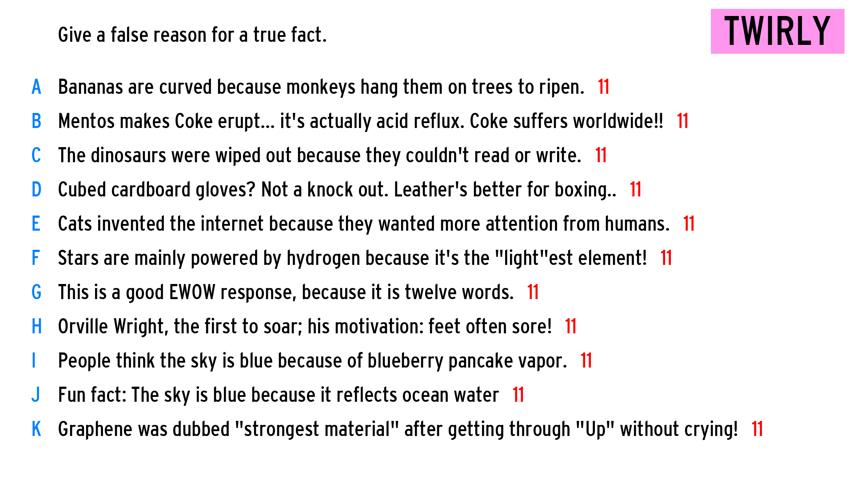 Give a false reason for a true fact.
TWIRLY
A Bananas are curved because monkeys hang them on trees to ripen. 11
B Mentos makes Coke erupt... it's actually acid reflux. Coke suffers worldwide!! 11
C The dinosaurs were wiped out because they couldn't read or write. 11
D Cubed cardboard gloves? Not a knock out. Leather's better for boxing.. 11
E Cats invented the internet because they wanted more attention from humans. 11
F Stars are mainly powered by hydrogen because it's the "light"est element! 11
G This is a good EWOW response, because it is twelve words. 11
H Orville Wright, the first to soar; his motivation: feet often sore! 11
I People think the sky is blue because of blueberry pancake vapor. 11
J Fun fact: The sky is blue because it reflects ocean water 11
K Graphene was dubbed "strongest material" after getting through "Up" without crying! 11